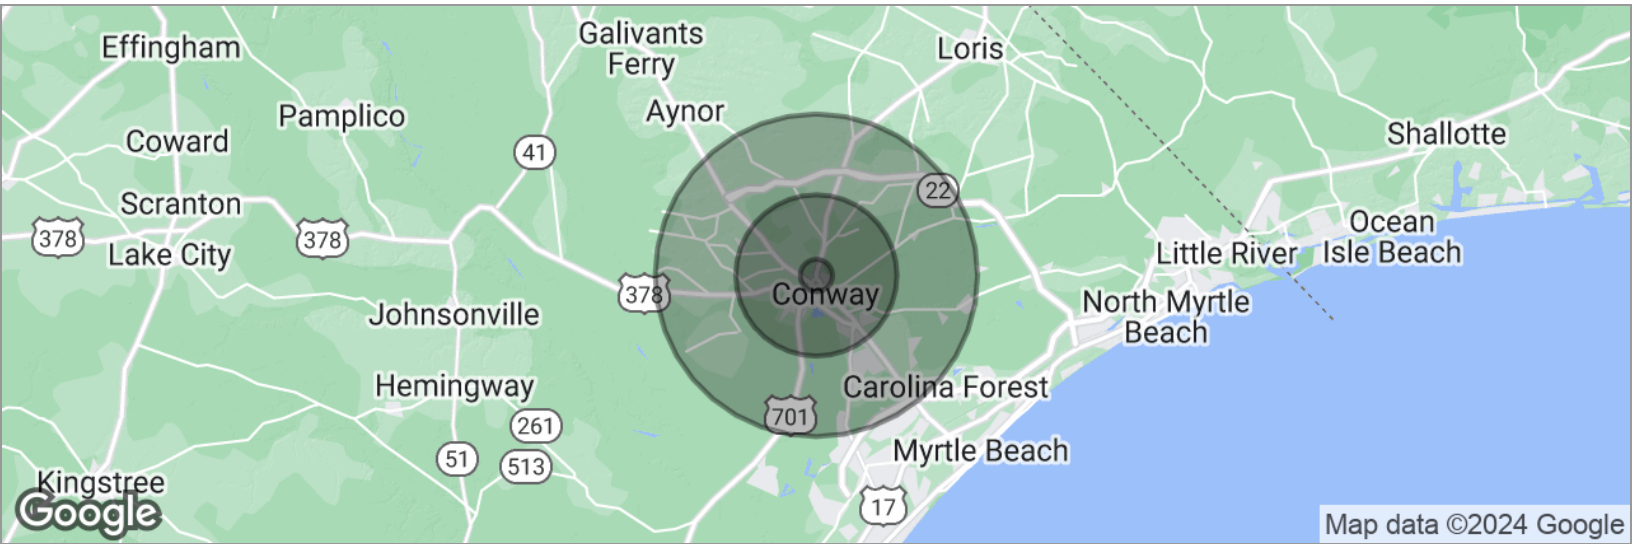 Effingham
Galivants
Ferry
Loris
Pamplico
Aynor
Coward
41
Shallotte
22
Scranton
378
378
Lake City
Ocean
Isle Beach
Little River
378
Conway
Johnsonville
North Myrtle
Beach
Hemingway
Carolina Forest
701
261
51
513
Myrtle Beach
Kingstree
17
Google
Map data ©2024 Google